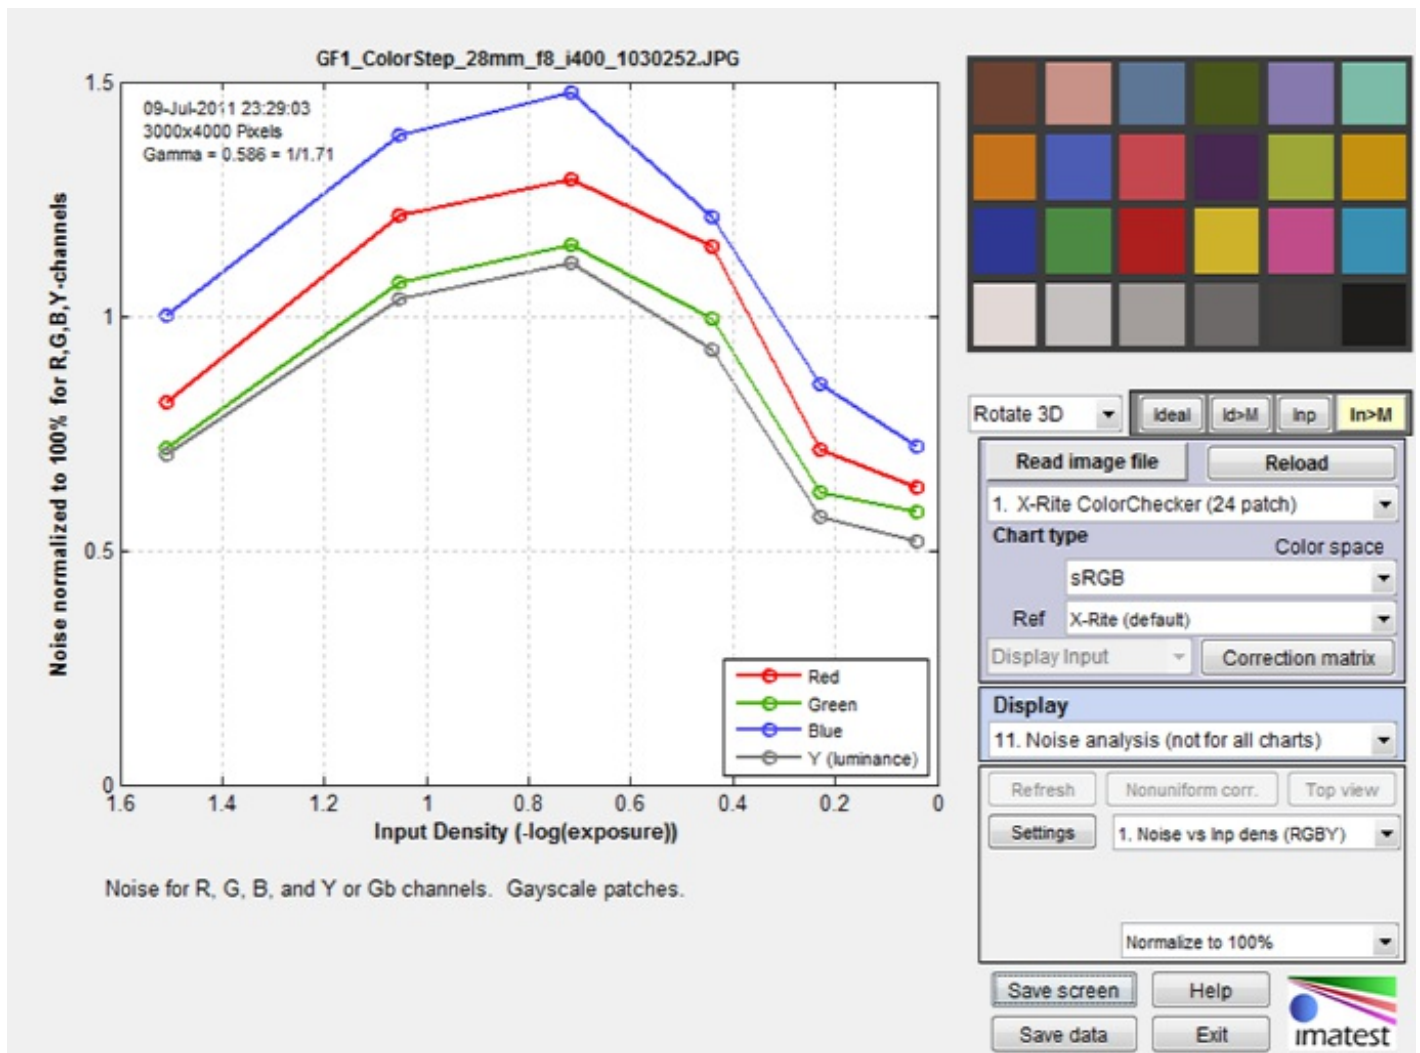 GF1_ColorStep_28mm_f8_i400_1030252.JPG
1.5
1
0.5
0
09-Jul-2011 23:29:03
3000x4000 Pixels
Gamma = 0.586 = 1/1.71
Noise normalized to 100% for R,G,B,Y-channels
Red
Green
Blue
Y (luminance)
1.6 1.4 1.2 1 0.8 0.6 0.4 0.2 0
Input Density (-log(exposure))
Noise for R, G, B, and Y or Gb channels. Gayscale patches.
Rotate 3D Ideal Id>M Inp In>M
Read image file Reload
1. X-Rite ColorChecker (24 patch)
Chart type Color space
sRGB
Ref X-Rite (default)
Display Input Correction matrix
Display
11. Noise analysis (not for all charts)
Refresh Nonuniform corr. Top view
Settings 1. Noise vs Inp dens (RGBY)
Normalize to 100%
Save screen Help
Save data Exit
imatest